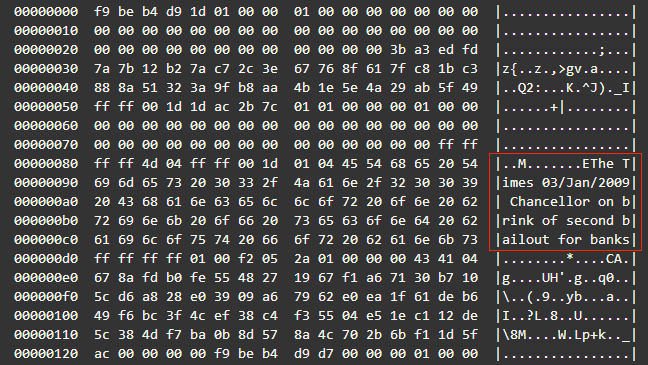 00000000 f9 be b4 d9 1d 01 00 00 01 00 00 00 00 00 00 00 |................|
00000010 00 00 00 00 00 00 00 00 00 00 00 00 00 00 00 00 |................|
00000020 00 00 00 00 00 00 00 00 00 00 00 00 3b a3 ed fd |............;...|
00000030 7a 7b 12 b2 7a c7 2c 3e 67 76 8f 61 7f c8 1b c3 |z{..z.,>gv.a....|
00000040 88 8a 51 32 3a 9f b8 aa 4b 1e 5e 4a 29 ab 5f 49 |..Q2:...K.^J)._I|
00000050 ff ff 00 1d 1d ac 2b 7c 01 01 00 00 00 01 00 00 |......+|........|
00000060 00 00 00 00 00 00 00 00 00 00 00 00 00 00 00 00 |................|
00000070 00 00 00 00 00 00 00 00 00 00 00 00 00 00 ff ff |................|
00000080 ff ff 4d 04 ff ff 00 1d 01 04 45 54 68 65 20 54 |..M.......EThe T|
00000090 69 6d 65 73 20 30 33 2f 4a 61 6e 2f 32 30 30 39 |imes 03/Jan/2009|
000000a0 20 43 68 61 6e 63 65 6c 6c 6f 72 20 6f 6e 20 62 | Chancellor on b|
000000b0 72 69 6e 6b 20 6f 66 20 73 65 63 6f 6e 64 20 62 |rink of second b|
000000c0 61 69 6c 6f 75 74 20 66 6f 72 20 62 61 6e 6b 73 |ailout for banks|
000000d0 ff ff ff ff 01 00 f2 05 2a 01 00 00 00 43 41 04 |........*....CA.|
000000e0 67 8a fd b0 fe 55 48 27 19 67 f1 a6 71 30 b7 10 |g....UH'.g..q0..|
000000f0 5c d6 a8 28 e0 39 09 a6 79 62 e0 ea 1f 61 de b6 |\..(.9..yb...a..|
00000100 49 f6 bc 3f 4c ef 38 c4 f3 55 04 e5 1e c1 12 de |I..?L.8..U......|
00000110 5c 38 4d f7 ba 0b 8d 57 8a 4c 70 2b 6b f1 1d 5f |\8M....W.Lp+k.._|
00000120 ac 00 00 00 00 f9 be b4 d9 d7 00 00 00 01 00 00 |................|